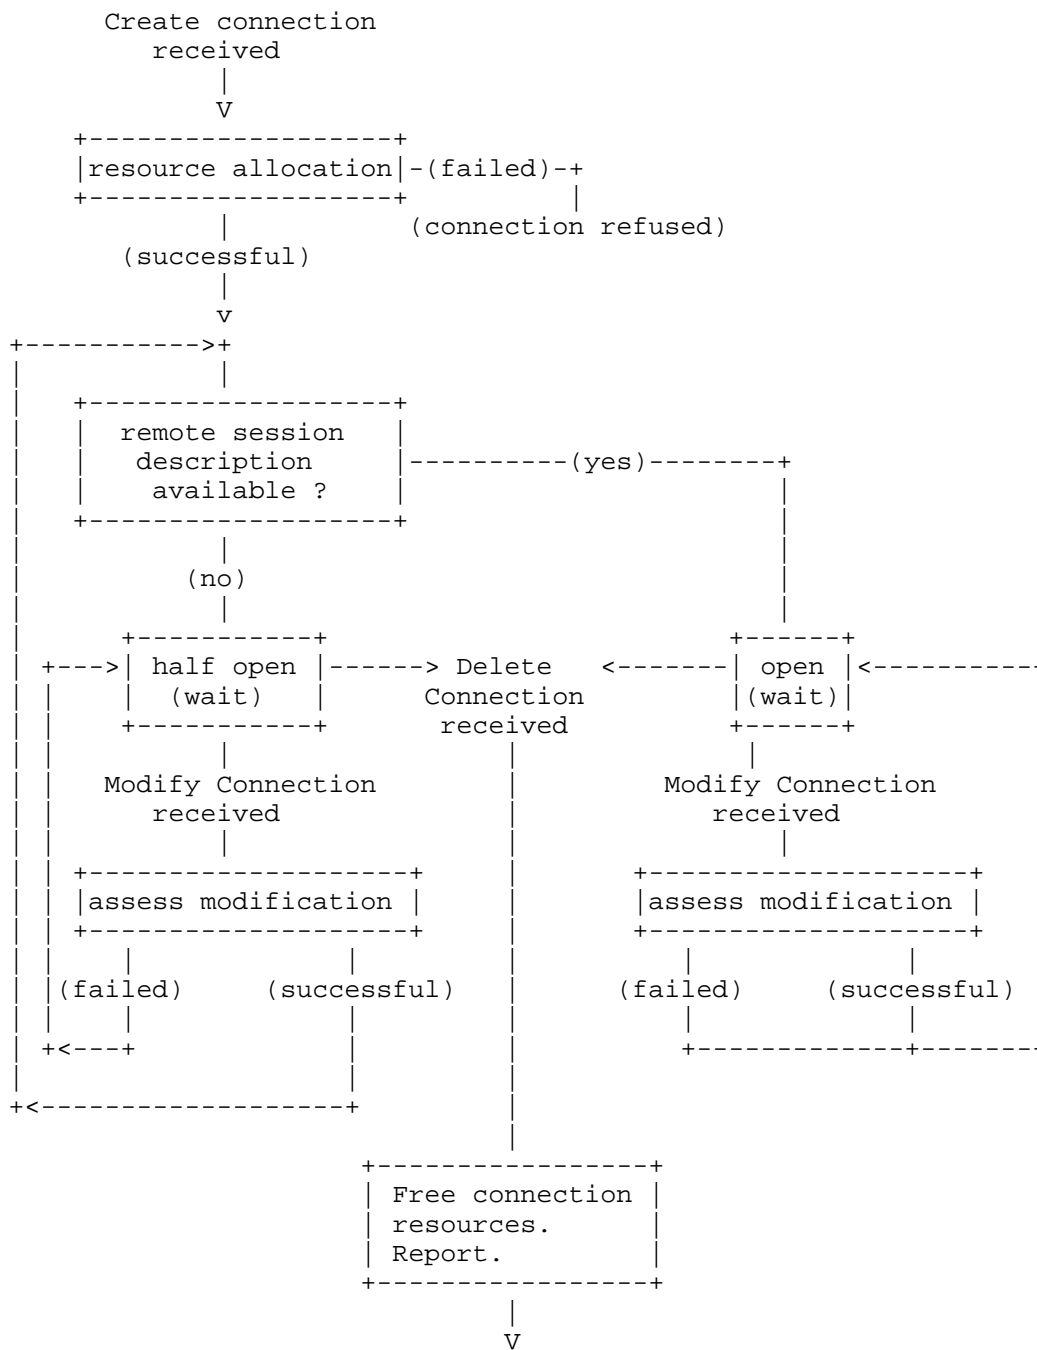 Create connection
received
V
resource allocation -(failed)-+
(connection refused)
(successful)
v
remote session
description (yes)
available ?
(no)
half open Delete open
(wait) Connection (wait)
received
Modify Connection Modify Connection
received received
assess modification assess modification
(failed) (successful) (failed) (successful)
Free connection
resources.
Report.
V